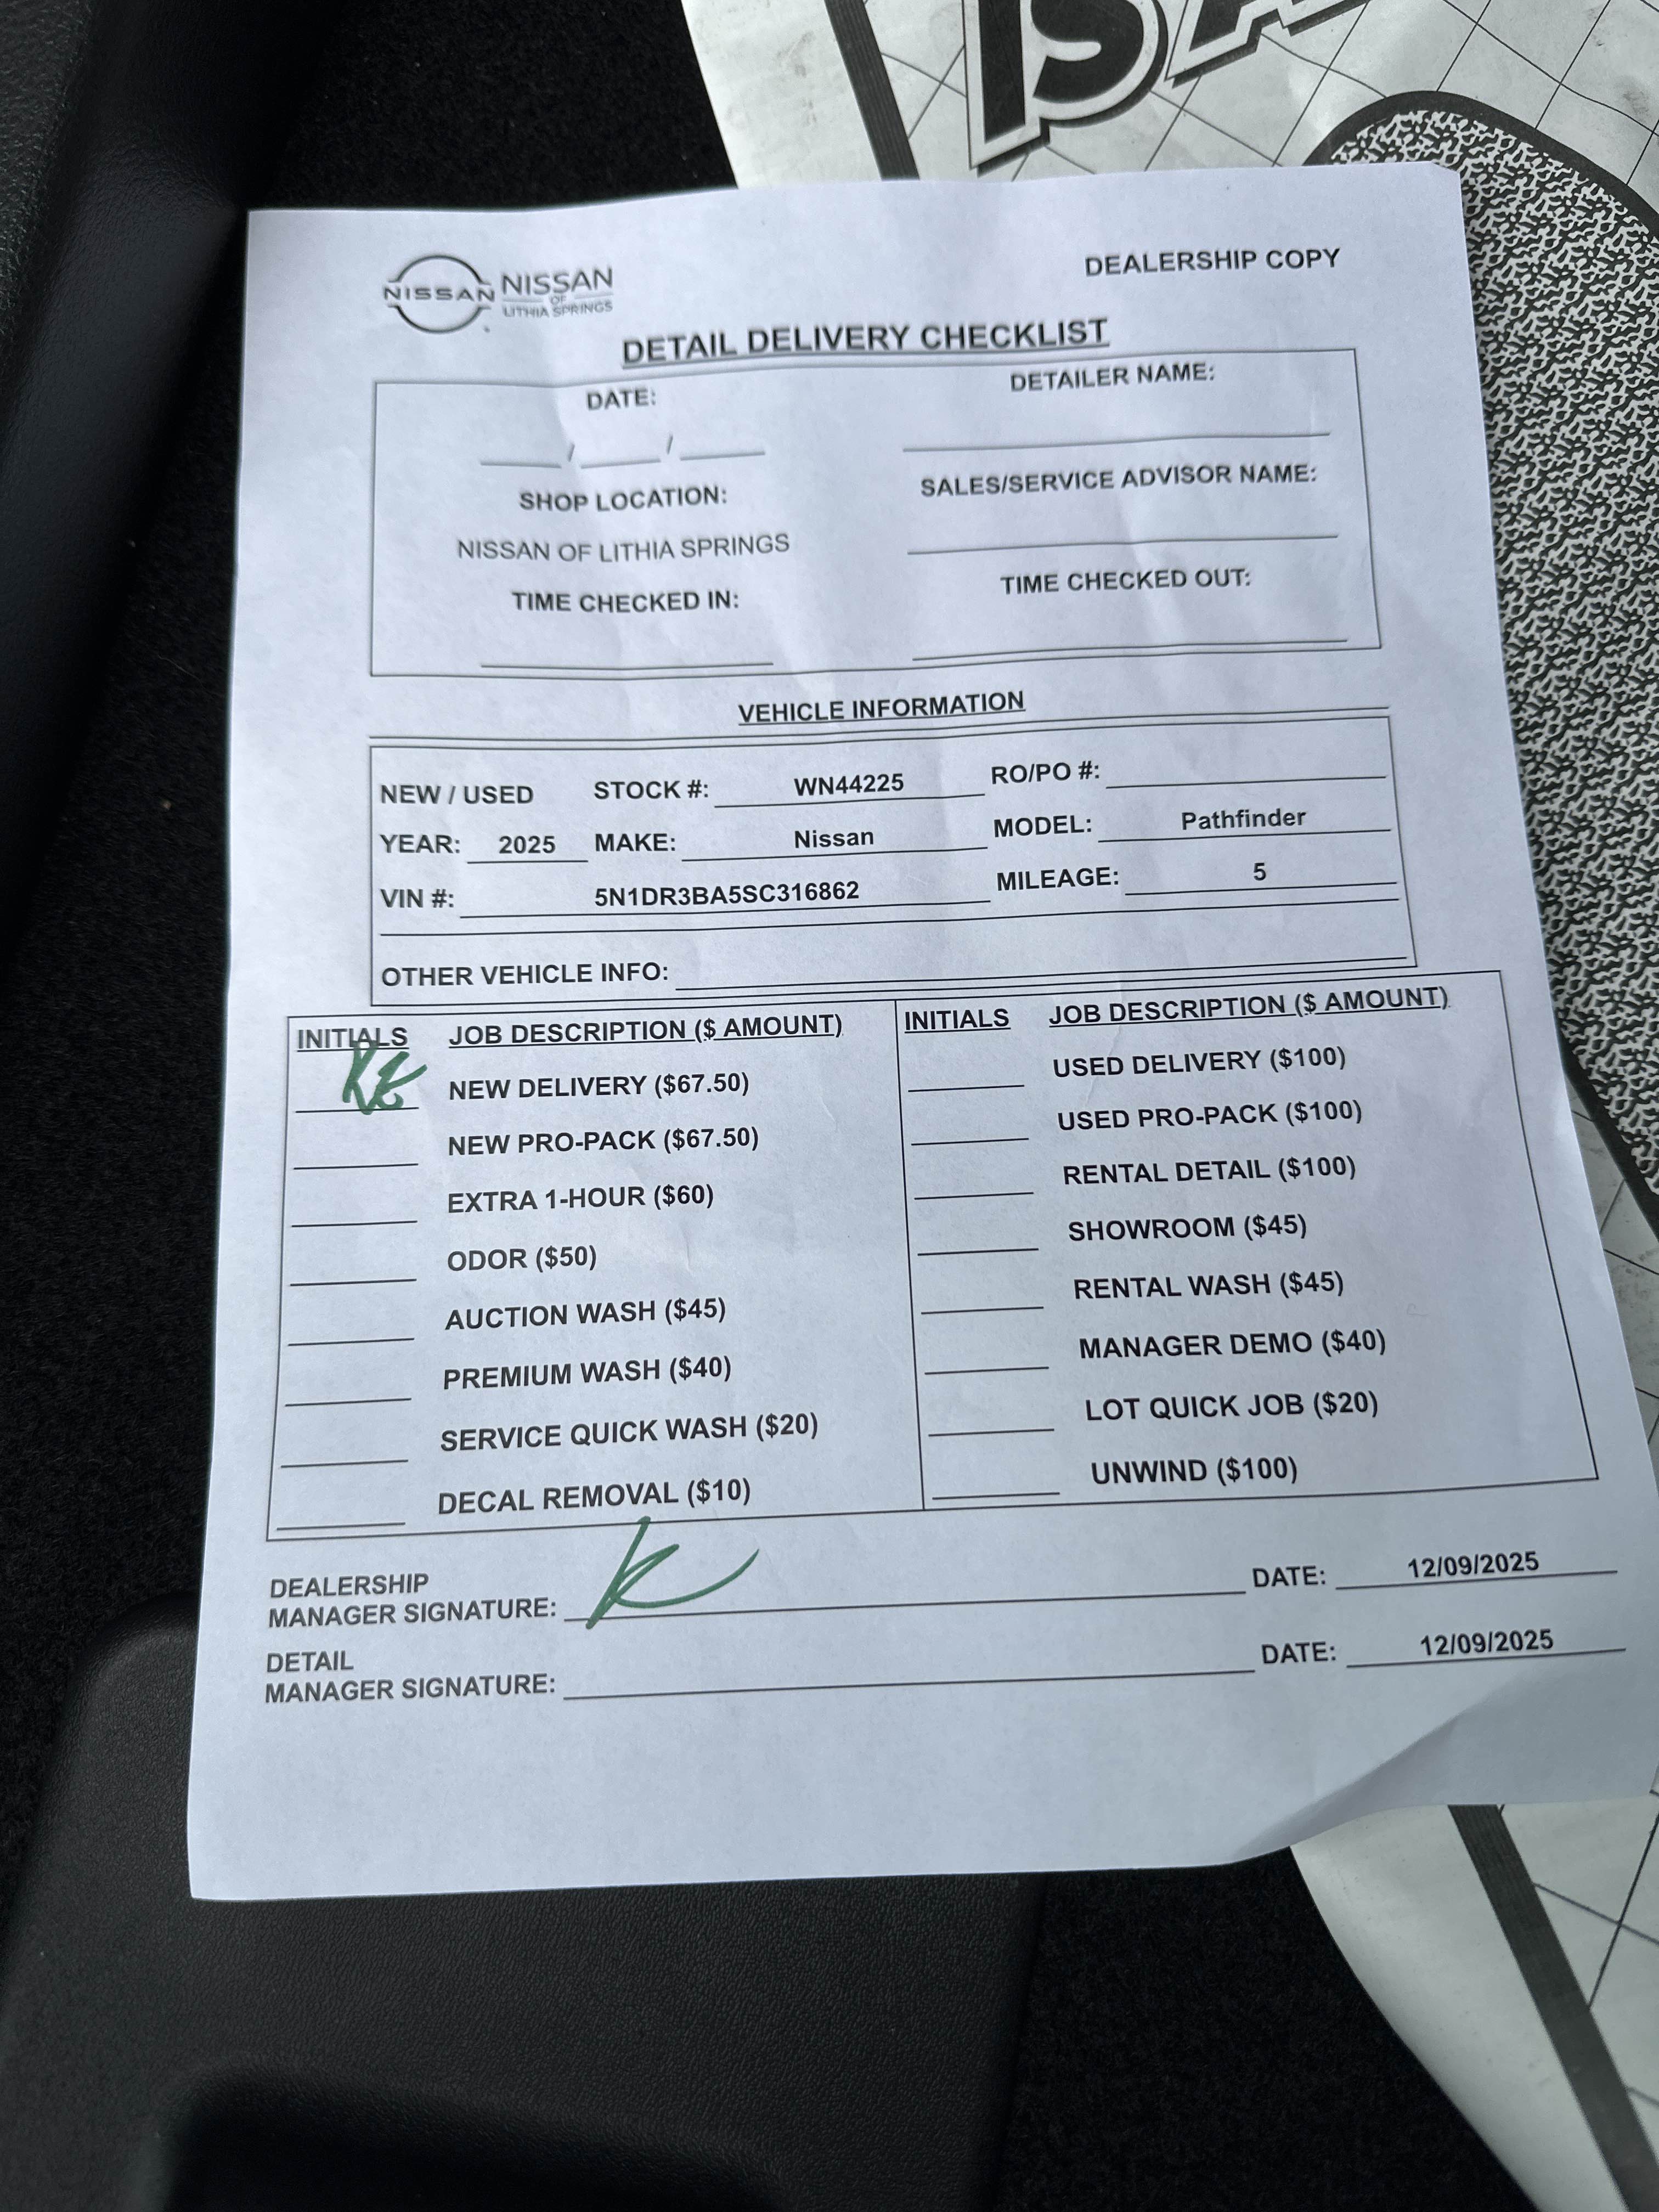 NISSAN
NISSAN
OF
LITHIA SPRINGS
DEALERSHIP COPY
DETAIL DELIVERY CHECKLIST
DATE:
DETAILER NAME:
/ /
SHOP LOCATION:
SALES/SERVICE ADVISOR NAME:
NISSAN OF LITHIA SPRINGS
TIME CHECKED IN:
TIME CHECKED OUT:
VEHICLE INFORMATION
NEW / USED STOCK #: WN44225 RO/PO #:
YEAR: 2025 MAKE: Nissan MODEL: Pathfinder
VIN #: 5N1DR3BA5SC316862 MILEAGE: 5
OTHER VEHICLE INFO:
INITIALS JOB DESCRIPTION ($ AMOUNT)
NEW DELIVERY ($67.50)
NEW PRO-PACK ($67.50)
EXTRA 1-HOUR ($60)
ODOR ($50)
AUCTION WASH ($45)
PREMIUM WASH ($40)
SERVICE QUICK WASH ($20)
DECAL REMOVAL ($10)
INITIALS JOB DESCRIPTION ($ AMOUNT)
USED DELIVERY ($100)
USED PRO-PACK ($100)
RENTAL DETAIL ($100)
SHOWROOM ($45)
RENTAL WASH ($45)
MANAGER DEMO ($40)
LOT QUICK JOB ($20)
UNWIND ($100)
DEALERSHIP
MANAGER SIGNATURE: DATE: 12/09/2025
DETAIL
MANAGER SIGNATURE: DATE: 12/09/2025